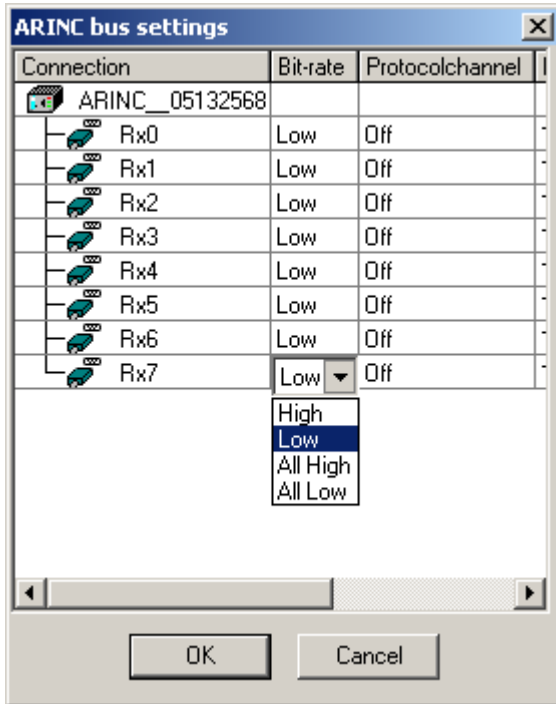 ARINC bus settings
Connection Bit-rate Protocolchannel
ARINC__05132568
Rx0 Low Off
Rx1 Low Off
Rx2 Low Off
Rx3 Low Off
Rx4 Low Off
Rx5 Low Off
Rx6 Low Off
Rx7 Low Off
High
Low
All High
All Low
OK Cancel